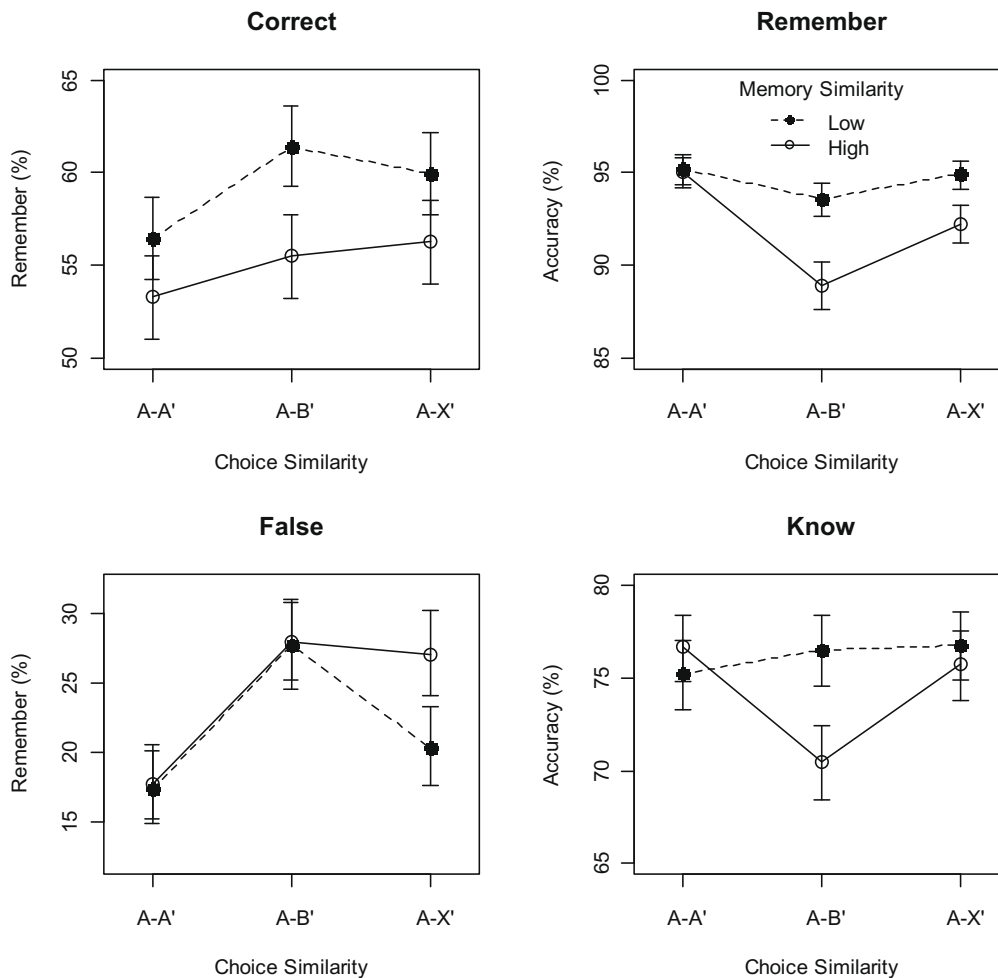 Correct
Remember (%)
65
60
55
50
A-A'
A-B'
A-X'
Choice Similarity
Remember
Accuracy (%)
100
95
90
85
Memory Similarity
Low
High
A-A'
A-B'
A-X'
Choice Similarity
False
Remember (%)
30
25
20
15
A-A'
A-B'
A-X'
Choice Similarity
Know
Accuracy (%)
80
75
70
65
A-A'
A-B'
A-X'
Choice Similarity